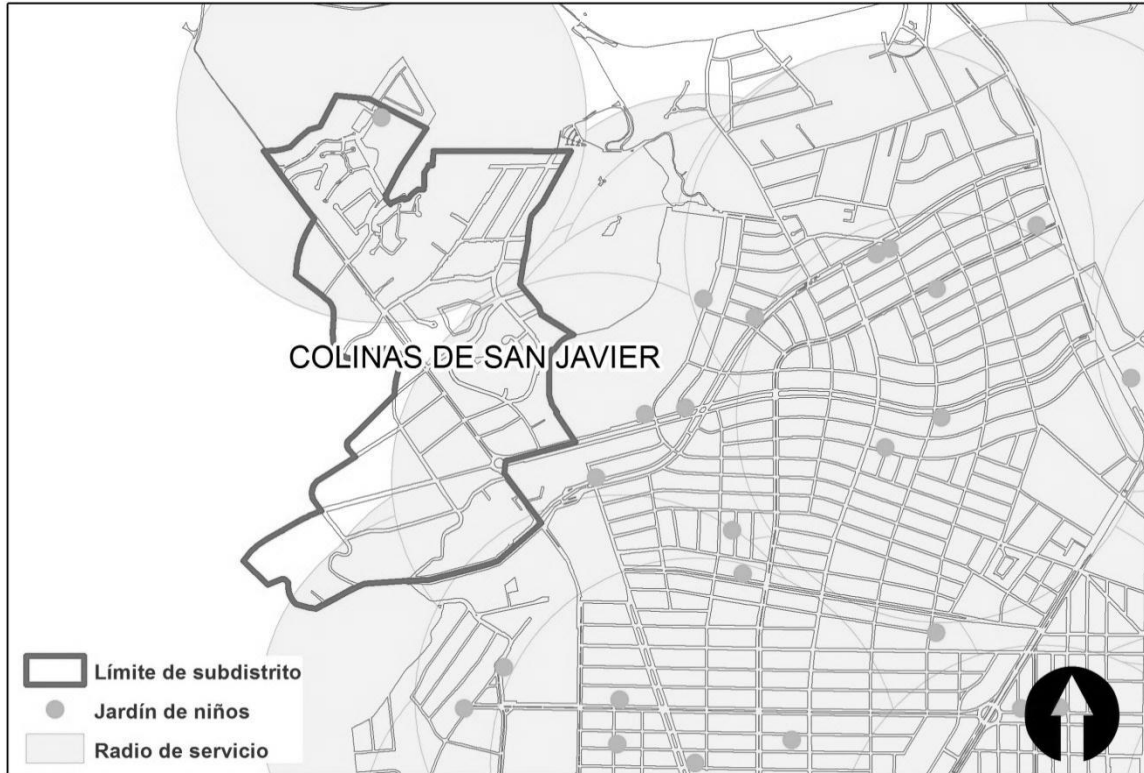 COLINAS DE SAN JAVIER
Límite de subdistrito
Jardín de niños
Radio de servicio